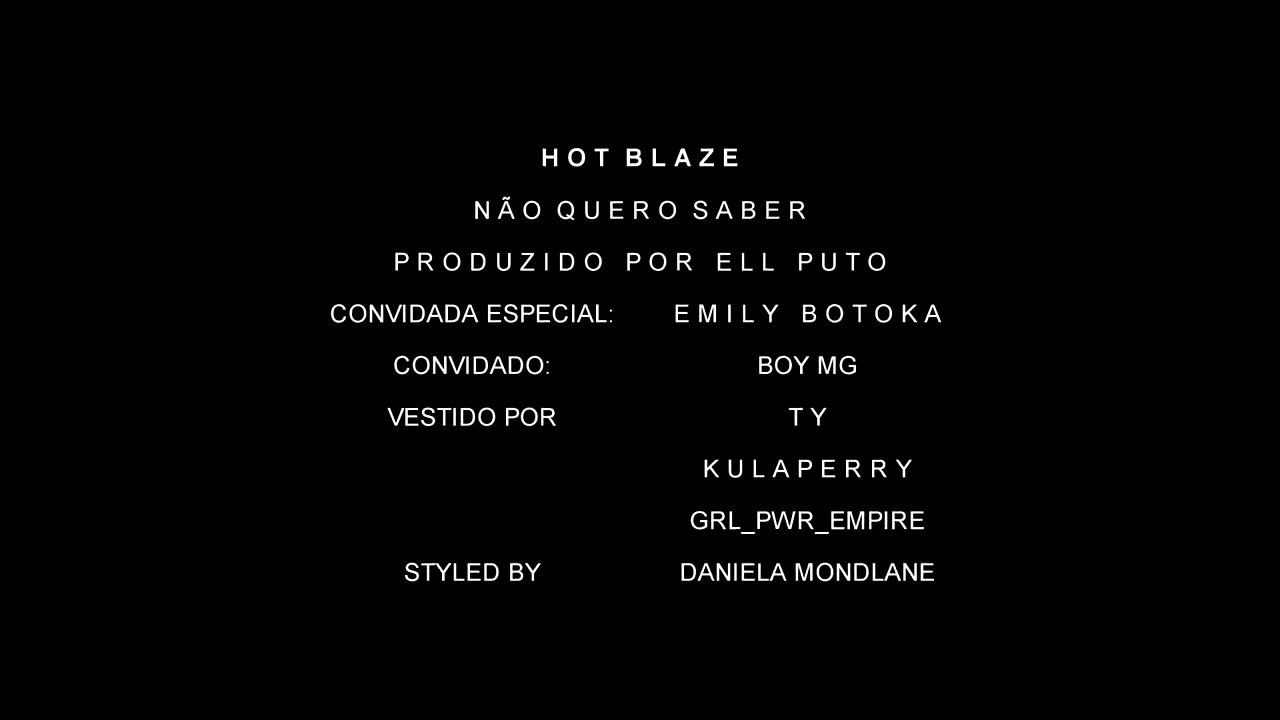 HOT BLAZE
NÃO QUERO SABER
PRODUZIDO POR ELL PUTO
CONVIDADA ESPECIAL: EMILY BOTOKA
CONVIDADO: BOY MG
VESTIDO POR TY
KULAPERRY
GRL_PWR_EMPIRE
STYLED BY DANIELA MONDLANE